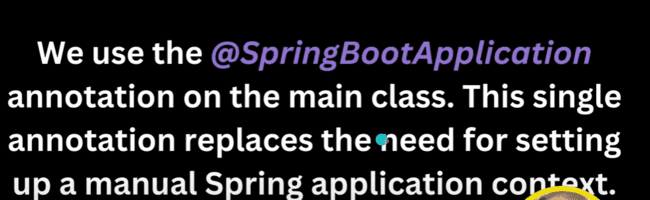 We use the @SpringBootApplication
annotation on the main class. This single
annotation replaces the need for setting
up a manual Spring application context.